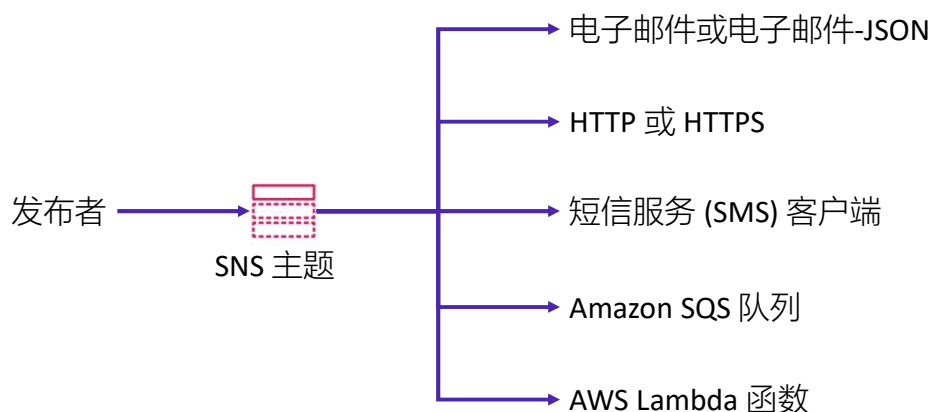 电子邮件或电子邮件-JSON
HTTP 或 HTTPS
发布者
SNS 主题
短信服务 (SMS) 客户端
Amazon SQS 队列
AWS Lambda 函数